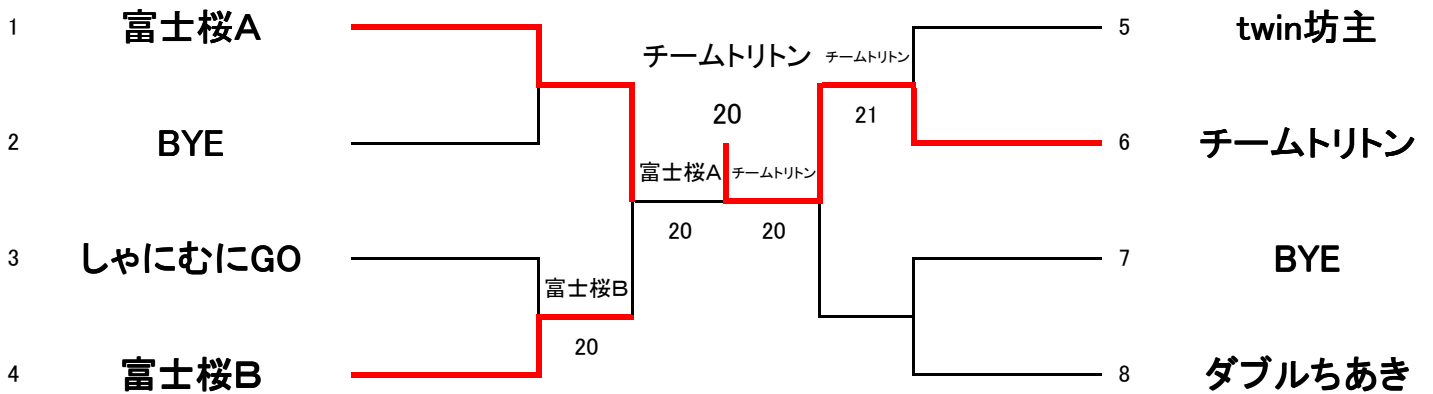 1 富士桜A
2 BYE
3 しゃにむにGO
4 富士桜B
富士桜B
20
チームトリトン
20
富士桜A
20
チームトリトン
20
チームトリトン
21
5 twin坊主
6 チームトリトン
7 BYE
8 ダブルちあき